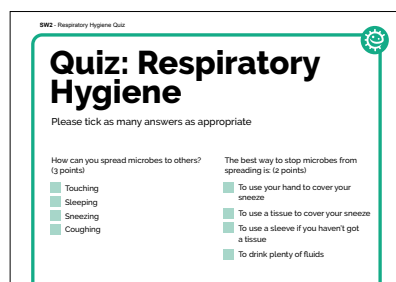 SW2 - Respiratory Hygiene Quiz
Quiz: Respiratory
Hygiene
Please tick as many answers as appropriate
How can you spread microbes to others?
(3 points)
Touching
Sleeping
Sneezing
Coughing
The best way to stop microbes from
spreading is: (2 points)
To use your hand to cover your
sneeze
To use a tissue to cover your sneeze
To use a sleeve if you haven't got
a tissue
To drink plenty of fluids